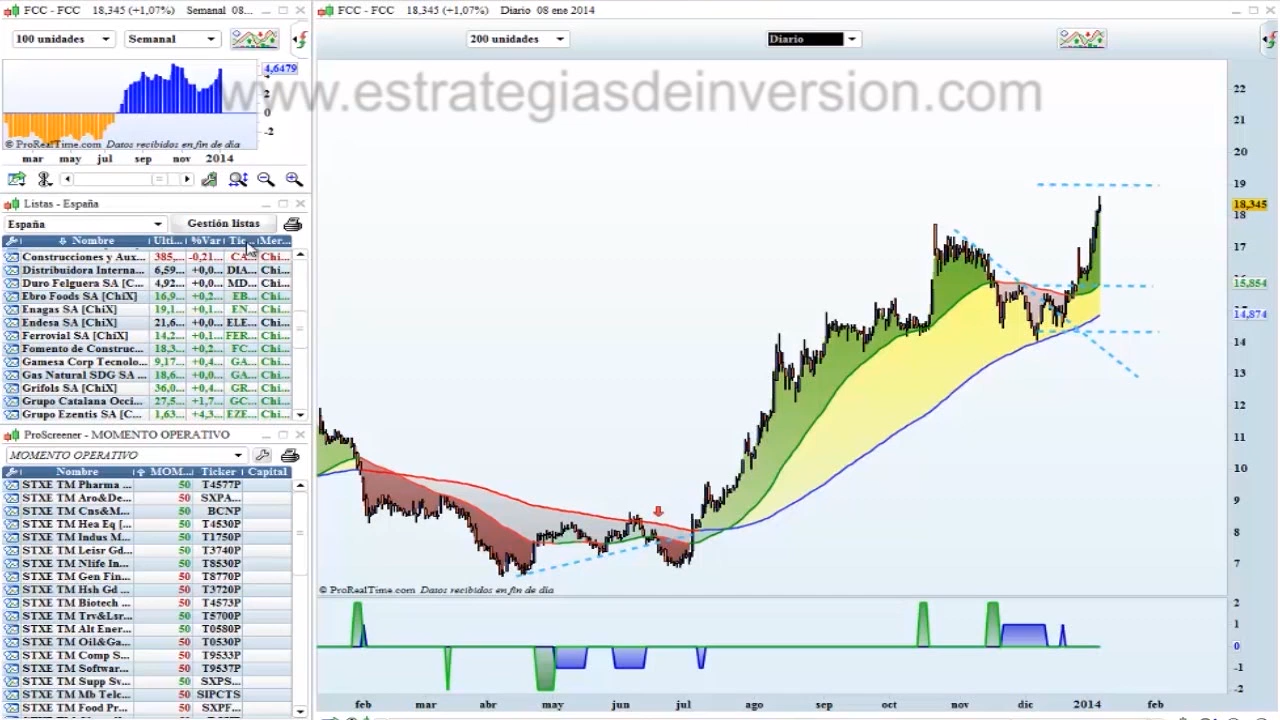 FCC - FCC 18,345 (+1,07%) Semanal 08...
100 unidades Semanal
4,6479
2
0
-2
© ProRealTime.com Datos recibidos en fin de día
mar may jul sep nov 2014
Listas - España
España Gestión listas
Nombre Ulti... %Var Tic... Mer...
Construcciones y Aux... 385,... -0,21... CA... Chi...
Distribuidora Interna... 6,59... +0,0... DIA... Chi...
Duro Felguera SA [ChiX] 4,92... +0,0... MD... Chi...
Ebro Foods SA [ChiX] 16,9... +0,2... EB... Chi...
Enagas SA [ChiX] 19,1... +0,1... EN... Chi...
Endesa SA [ChiX] 21,6... +0,0... ELE... Chi...
Ferrovial SA [ChiX] 14,2... +0,1... FER... Chi...
Fomento de Construc... 18,3... +0,2... FC... Chi...
Gamesa Corp Tecnolo... 9,17... +0,4... GA... Chi...
Gas Natural SDG SA ... 18,6... +0,0... GA... Chi...
Grifols SA [ChiX] 36,0... +0,4... GR... Chi...
Grupo Catalana Occi... 27,5... +1,7... GC... Chi...
Grupo Ezentis SA [C... 1,63... +4,3... EZE... Chi...
ProScreener - MOMENTO OPERATIVO
MOMENTO OPERATIVO
Nombre MOM... Ticker Capital
STXE TM Pharma ... 50 T4577P
STXE TM Aro&De... 50 SXPA...
STXE TM Cns&M... 50 BCNP
STXE TM Hea Eq [... 50 T4530P
STXE TM Indus M... 50 T1750P
STXE TM Leisr Gd... 50 T3740P
STXE TM Nlife In... 50 T8530P
STXE TM Gen Fin... 50 T8770P
STXE TM Hsh Gd ... 50 T3720P
STXE TM Biotech ... 50 T4573P
STXE TM Trv&Lsr... 50 T5700P
STXE TM Alt Ener... 50 T0580P
STXE TM Oil&Ga... 50 T0530P
STXE TM Comp S... 50 T9533P
STXE TM Softwar... 50 T9537P
STXE TM Supp Sv... 50 SXPS...
STXE TM Mb Telc... 50 SIPCTS
STXE TM Food Pr... 50 SXPF...
FCC - FCC 18,345 (+1,07%) Diario 08 ene 2014
200 unidades Diario
www.estrategiasdeinversion.com
22
21
20
19
18,345
18
17
16
15,854
15
14,874
14
13
12
11
10
9
8
7
© ProRealTime.com Datos recibidos en fin de día
2
1
0
-1
-2
feb mar abr may jun jul ago sep oct nov dic 2014 feb